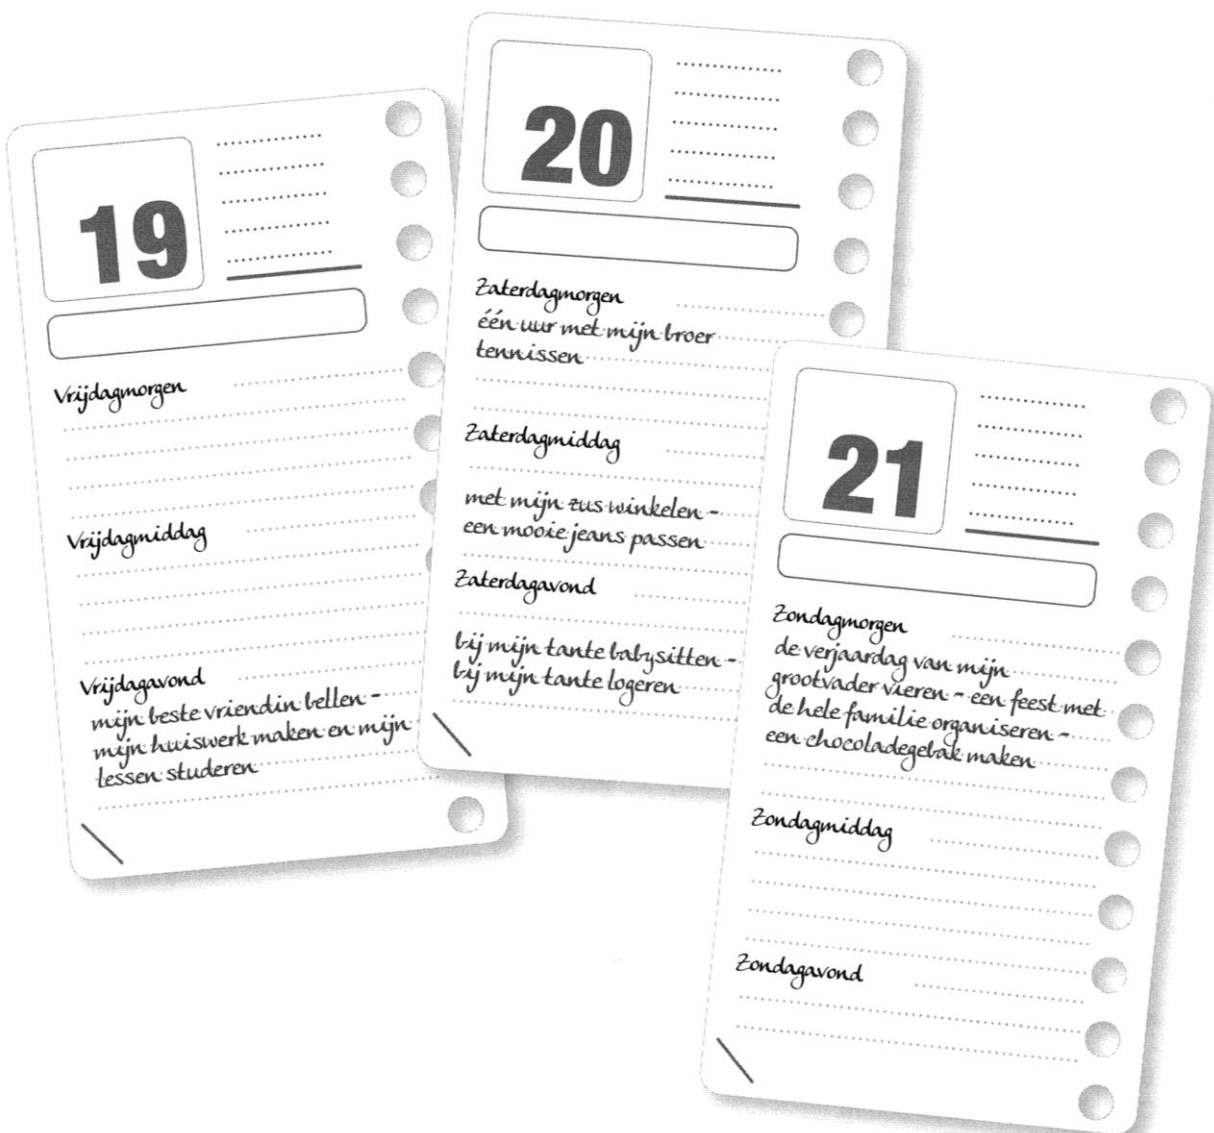 19
Vrijdagmorgen
Vrijdagmiddag
Vrijdagavond
mijn beste vriendin bellen -
mijn huiswerk maken en mijn
lessen studeren
20
Zaterdagmorgen
één uur met mijn broer
tennissen
Zaterdagmiddag
met mijn zus winkelen -
een mooie jeans passen
Zaterdagavond
bij mijn tante babysitten -
bij mijn tante logeren
21
Zondagmorgen
de verjaardag van mijn
grootvader vieren - een feest met
de hele familie organiseren -
een chocoladegebak maken
Zondagmiddag
Zondagavond